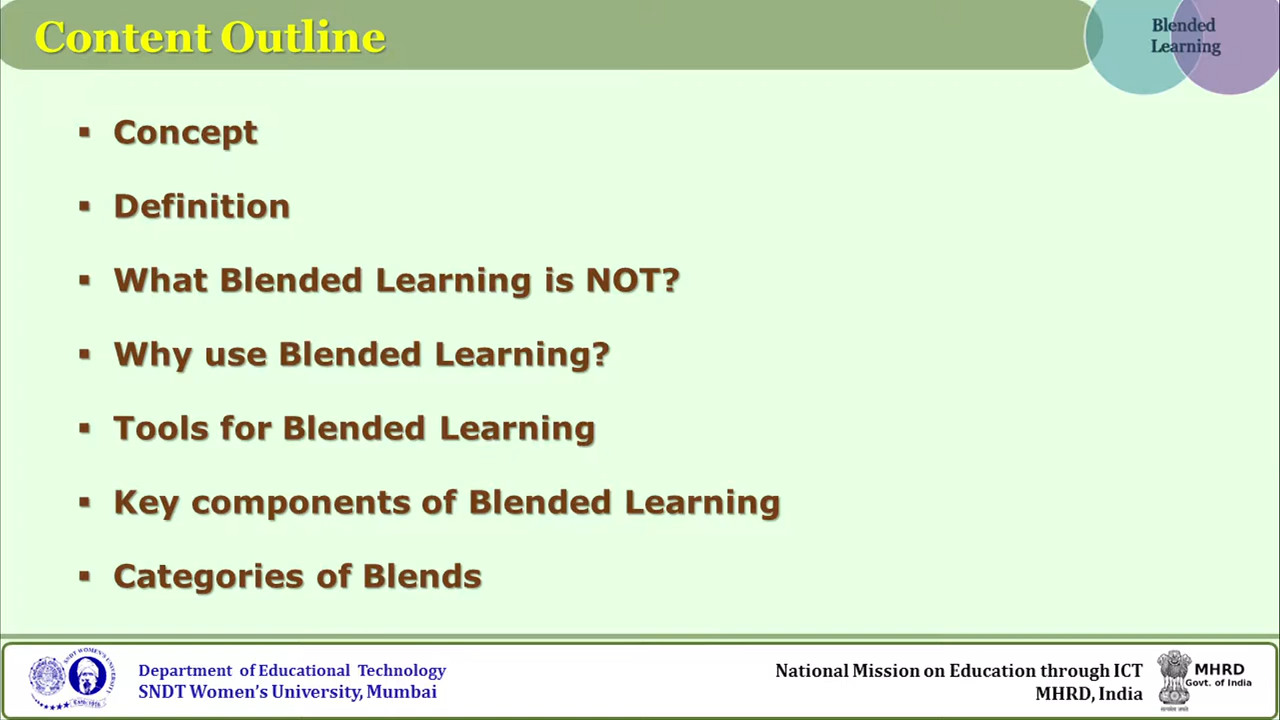 Content Outline
Blended
Learning
▪ Concept
▪ Definition
▪ What Blended Learning is NOT?
▪ Why use Blended Learning?
▪ Tools for Blended Learning
▪ Key components of Blended Learning
▪ Categories of Blends
Department of Educational Technology
SNDT Women's University, Mumbai
National Mission on Education through ICT
MHRD, India
MHRD
Govt. of India